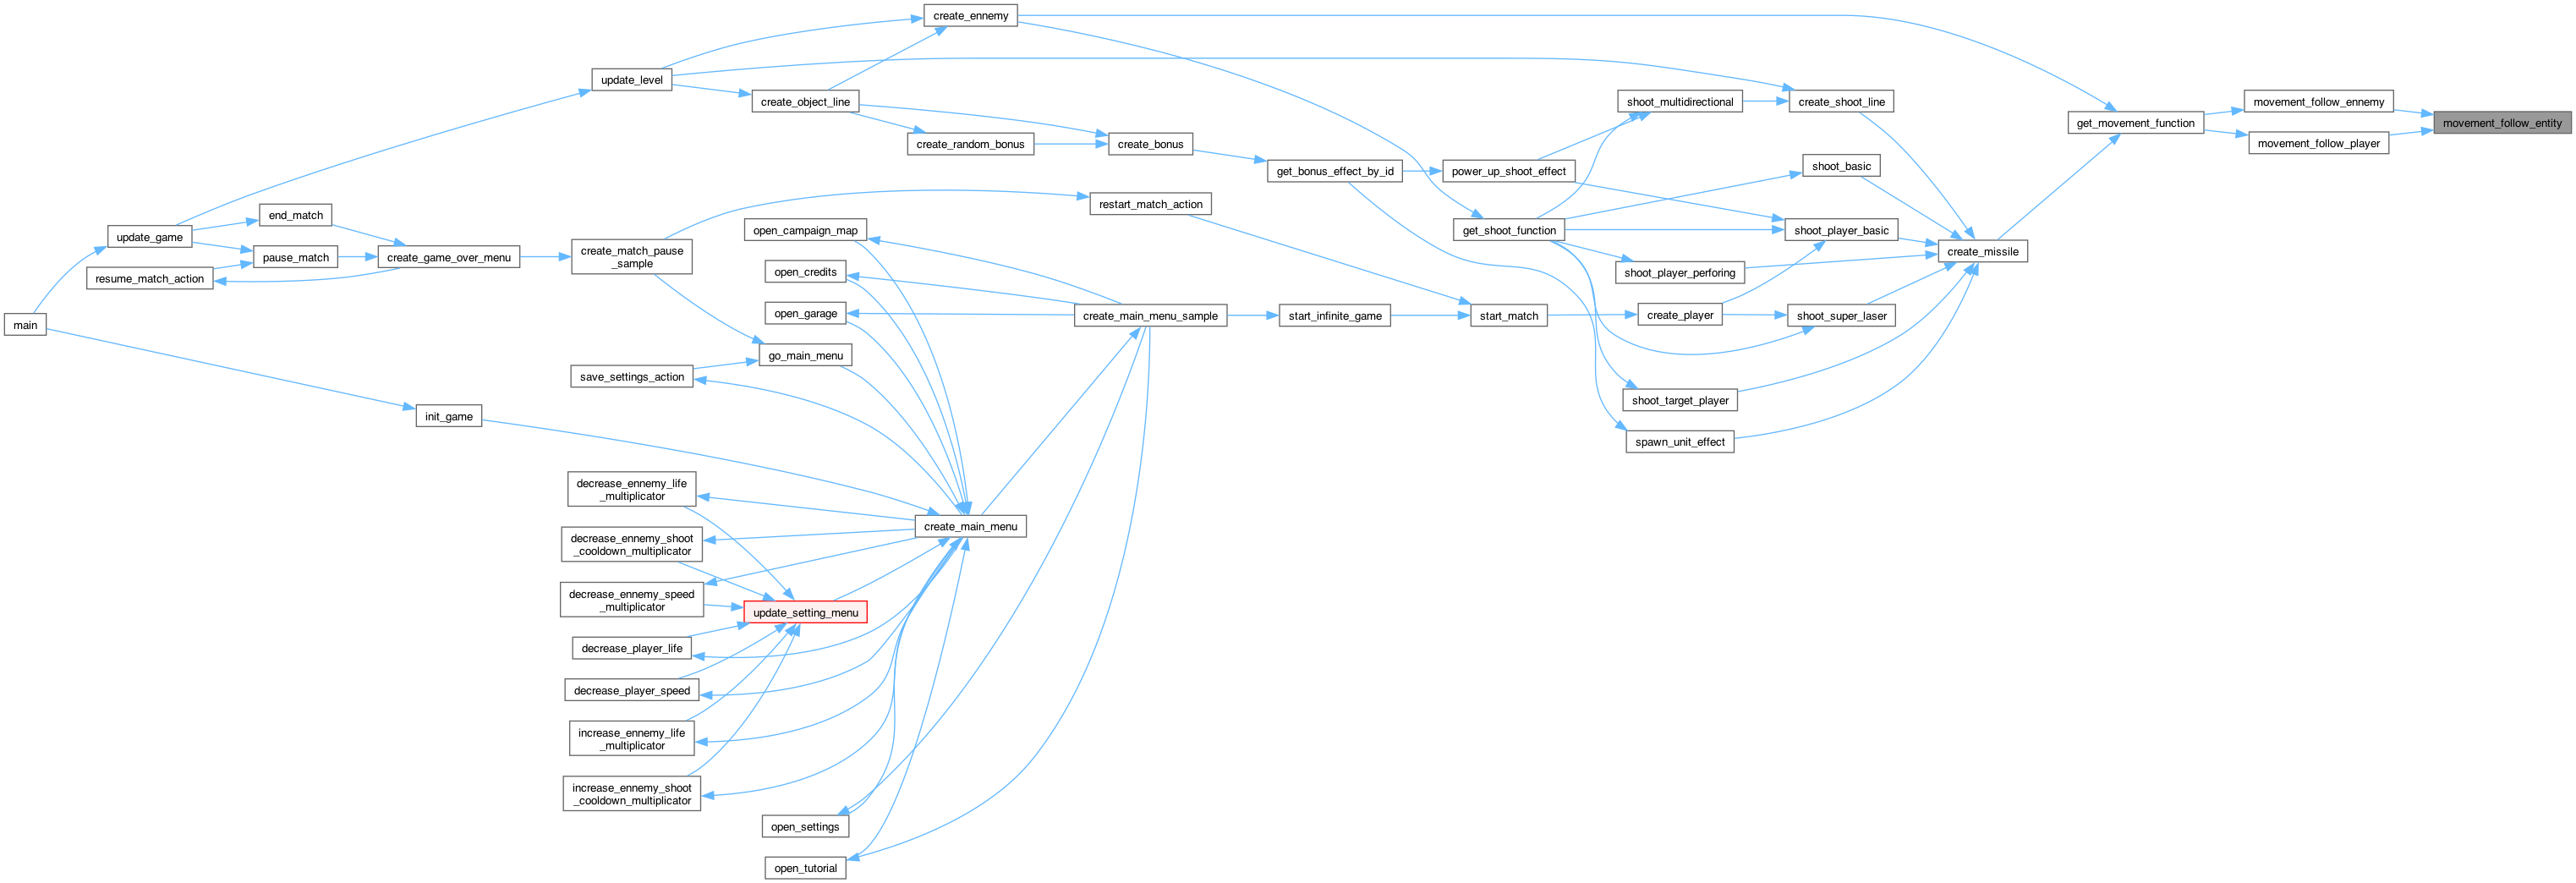 create_ennemy
update_level
create_object_line
shoot_multidirectional
create_shoot_line
movement_follow_ennemy
get_movement_function
movement_follow_entity
movement_follow_player
create_random_bonus
create_bonus
get_bonus_effect_by_id
power_up_shoot_effect
shoot_basic
restart_match_action
end_match
update_game
open_campaign_map
get_shoot_function
shoot_player_basic
pause_match
create_game_over_menu
create_match_pause
_sample
create_missile
resume_match_action
open_credits
shoot_player_perforing
main
open_garage
create_main_menu_sample
start_infinite_game
start_match
create_player
shoot_super_laser
go_main_menu
save_settings_action
init_game
shoot_target_player
spawn_unit_effect
decrease_ennemy_life
_multiplicator
create_main_menu
decrease_ennemy_shoot
_cooldown_multiplicator
decrease_ennemy_speed
_multiplicator
update_setting_menu
decrease_player_life
decrease_player_speed
increase_ennemy_life
_multiplicator
increase_ennemy_shoot
_cooldown_multiplicator
open_settings
open_tutorial